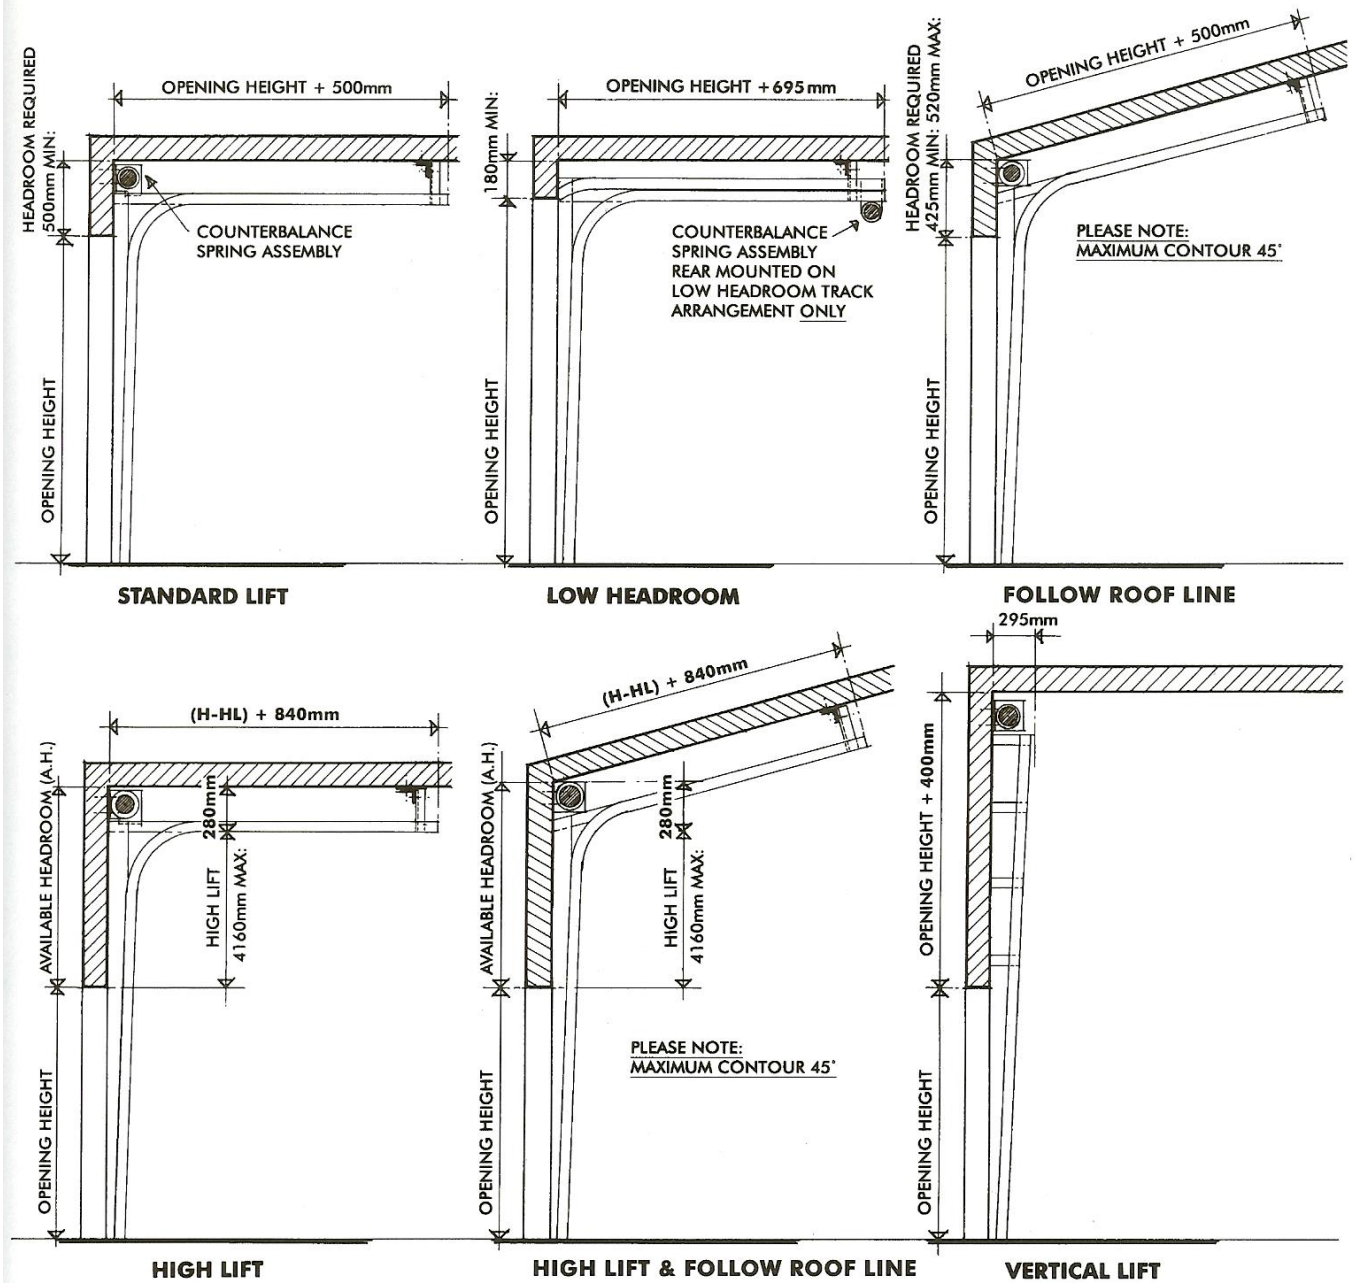 OPENING HEIGHT + 500mm
HEADROOM REQUIRED
500mm MIN:
COUNTERBALANCE
SPRING ASSEMBLY
OPENING HEIGHT
STANDARD LIFT
OPENING HEIGHT +695mm
180mm MIN:
COUNTERBALANCE
SPRING ASSEMBLY
REAR MOUNTED ON
LOW HEADROOM TRACK
ARRANGEMENT ONLY
OPENING HEIGHT
LOW HEADROOM
OPENING HEIGHT + 500mm
HEADROOM REQUIRED
425mm MIN: 520mm MAX:
PLEASE NOTE:
MAXIMUM CONTOUR 45°
OPENING HEIGHT
FOLLOW ROOF LINE
(H-HL) + 840mm
AVAILABLE HEADROOM (A.H.)
280mm
HIGH LIFT
4160mm MAX:
OPENING HEIGHT
HIGH LIFT
(H-HL) + 840mm
AVAILABLE HEADROOM (A.H.)
280mm
HIGH LIFT
4160mm MAX:
PLEASE NOTE:
MAXIMUM CONTOUR 45°
OPENING HEIGHT
HIGH LIFT & FOLLOW ROOF LINE
295mm
OPENING HEIGHT + 400mm
OPENING HEIGHT
VERTICAL LIFT